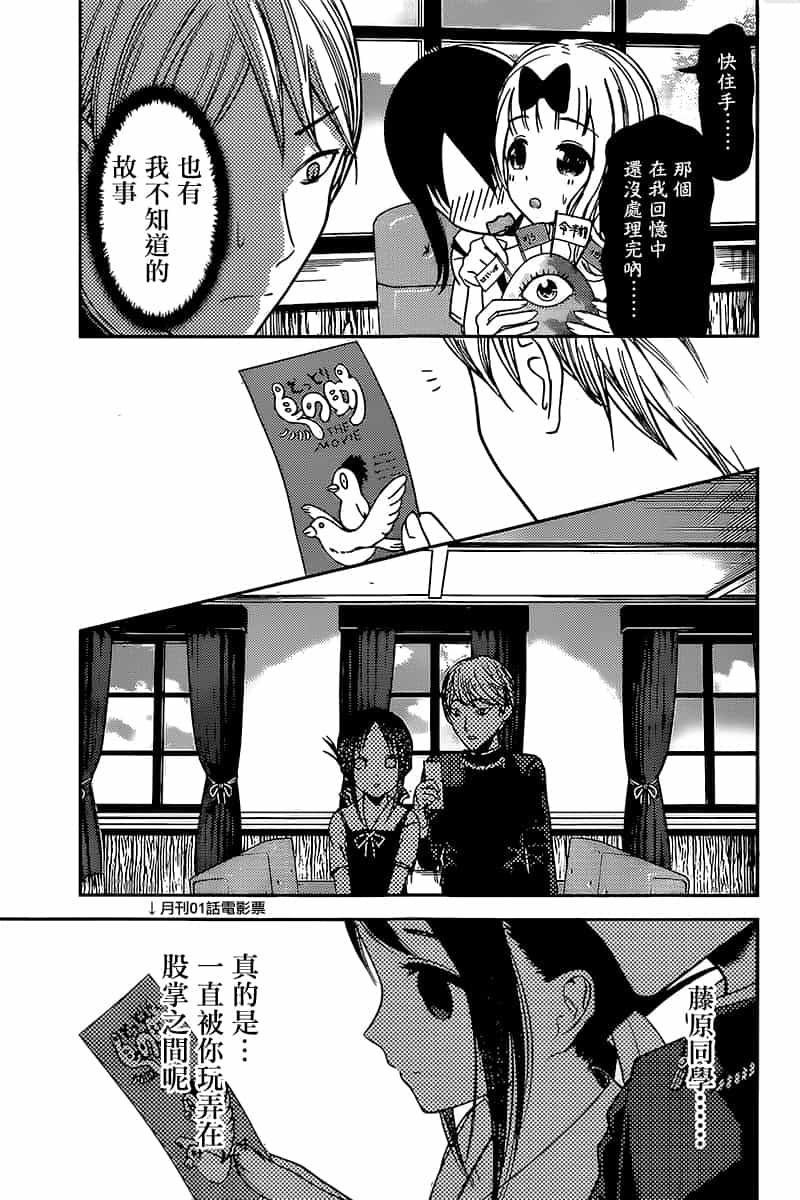 快住手……
那個
在我回憶中
還沒處理完吶……
也有
我不知道的
故事
THE
MOVIE
↓月刊01話電影票
藤原同學……
真的是…
一直被你玩弄在
股掌之間呢